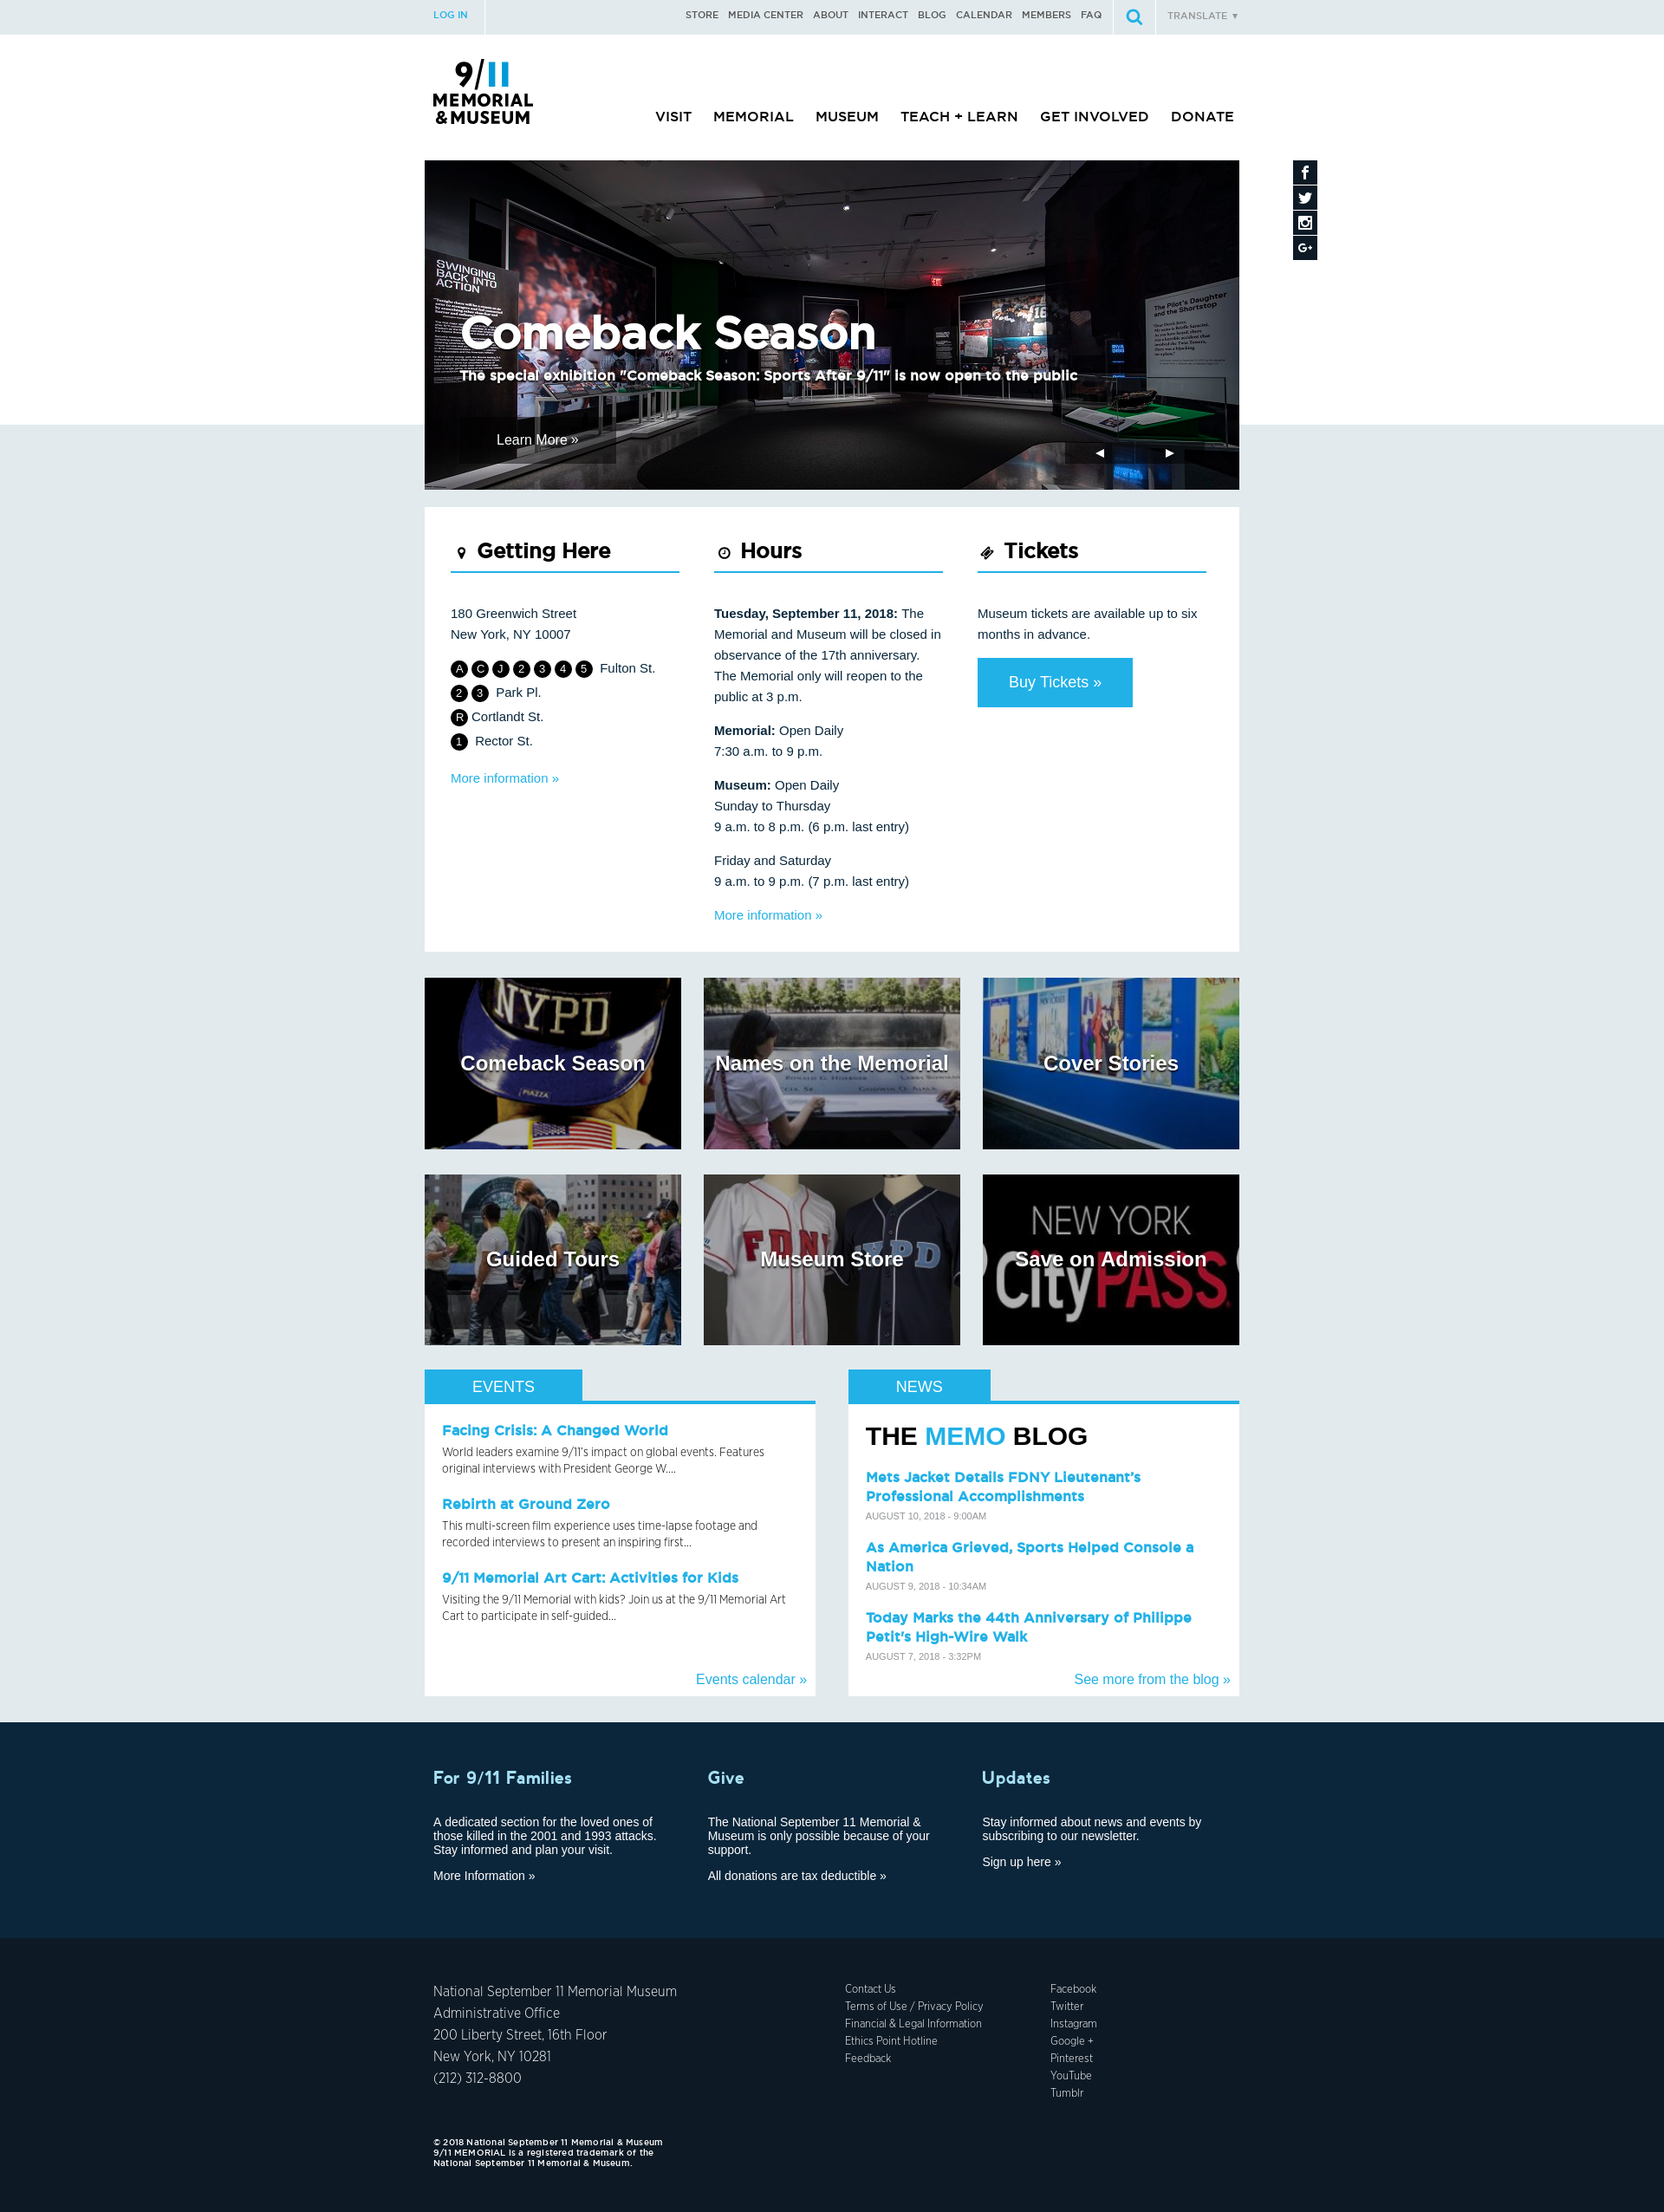 LOG IN
STORE MEDIA CENTER ABOUT INTERACT BLOG CALENDAR MEMBERS FAQ
TRANSLATE ▼
9/11
MEMORIAL
& MUSEUM
VISIT MEMORIAL MUSEUM TEACH + LEARN GET INVOLVED DONATE
SWINGING
BACK INTO
ACTION
EXIT
The Pilot's Daughter
and the Shortstop
Comeback Season
The special exhibition "Comeback Season: Sports After 9/11" is now open to the public
Learn More »
◀ ▶
Getting Here
180 Greenwich Street
New York, NY 10007
A C J 2 3 4 5 Fulton St.
2 3 Park Pl.
R Cortlandt St.
1 Rector St.
More information »
Hours
Tuesday, September 11, 2018: The
Memorial and Museum will be closed in
observance of the 17th anniversary.
The Memorial only will reopen to the
public at 3 p.m.
Memorial: Open Daily
7:30 a.m. to 9 p.m.
Museum: Open Daily
Sunday to Thursday
9 a.m. to 8 p.m. (6 p.m. last entry)
Friday and Saturday
9 a.m. to 9 p.m. (7 p.m. last entry)
More information »
Tickets
Museum tickets are available up to six
months in advance.
Buy Tickets »
NYPD
Comeback Season
PIAZZA
Names on the Memorial
Cover Stories
Guided Tours
FDNY
NYPD
Museum Store
NEW YORK
CityPASS
Save on Admission
EVENTS
Facing Crisis: A Changed World
World leaders examine 9/11's impact on global events. Features
original interviews with President George W....
Rebirth at Ground Zero
This multi-screen film experience uses time-lapse footage and
recorded interviews to present an inspiring first...
9/11 Memorial Art Cart: Activities for Kids
Visiting the 9/11 Memorial with kids? Join us at the 9/11 Memorial Art
Cart to participate in self-guided...
Events calendar »
NEWS
THE MEMO BLOG
Mets Jacket Details FDNY Lieutenant's
Professional Accomplishments
AUGUST 10, 2018 - 9:00AM
As America Grieved, Sports Helped Console a
Nation
AUGUST 9, 2018 - 10:34AM
Today Marks the 44th Anniversary of Philippe
Petit's High-Wire Walk
AUGUST 7, 2018 - 3:32PM
See more from the blog »
For 9/11 Families
A dedicated section for the loved ones of
those killed in the 2001 and 1993 attacks.
Stay informed and plan your visit.
More Information »
Give
The National September 11 Memorial &
Museum is only possible because of your
support.
All donations are tax deductible »
Updates
Stay informed about news and events by
subscribing to our newsletter.
Sign up here »
National September 11 Memorial Museum
Administrative Office
200 Liberty Street, 16th Floor
New York, NY 10281
(212) 312-8800
Contact Us
Terms of Use / Privacy Policy
Financial & Legal Information
Ethics Point Hotline
Feedback
Facebook
Twitter
Instagram
Google +
Pinterest
YouTube
Tumblr
© 2018 National September 11 Memorial & Museum
9/11 MEMORIAL is a registered trademark of the
National September 11 Memorial & Museum.